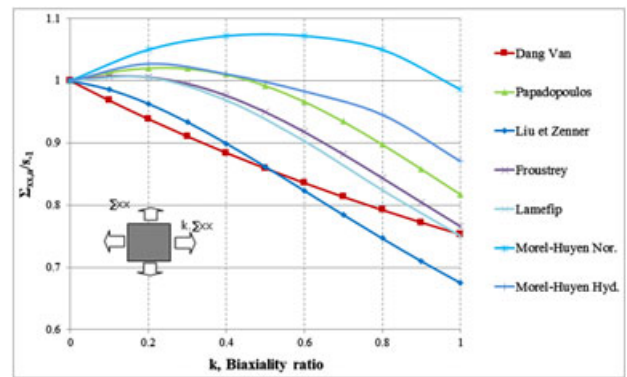 1.1
1
0.9
0.8
0.7
0.6
Σxx,a/s-1
0
0.2
0.4
0.6
0.8
1
k, Biaxiality ratio
Σxx
k.Σxx
Dang Van
Papadopoulos
Liu et Zenner
Froustrey
Lamefip
Morel-Huyen Nor.
Morel-Huyen Hyd.